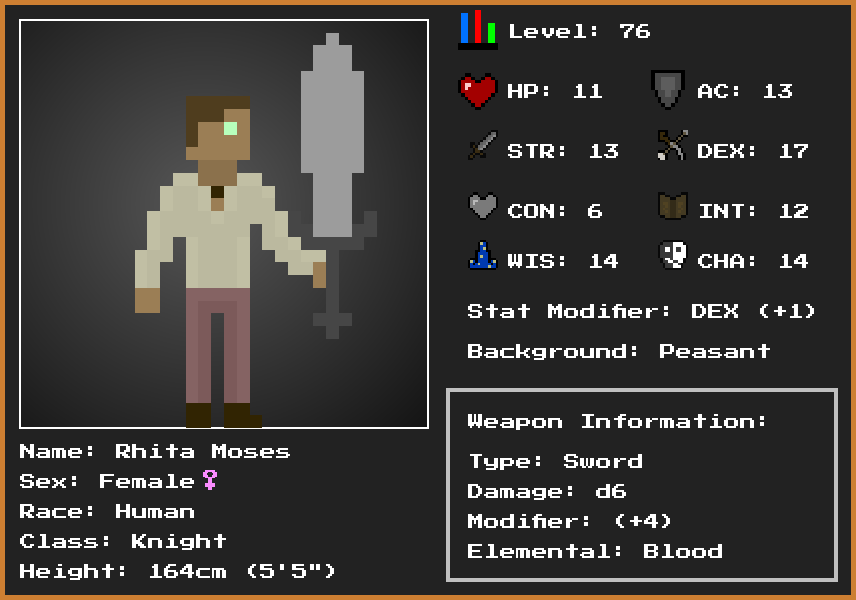 Level: 76
HP: 11
AC: 13
STR: 13
DEX: 17
CON: 6
INT: 12
WIS: 14
CHA: 14
Stat Modifier: DEX (+1)
Background: Peasant
Weapon Information:
Type: Sword
Damage: d6
Modifier: (+4)
Elemental: Blood
Name: Rhita Moses
Sex: Female♀
Race: Human
Class: Knight
Height: 164cm (5'5")